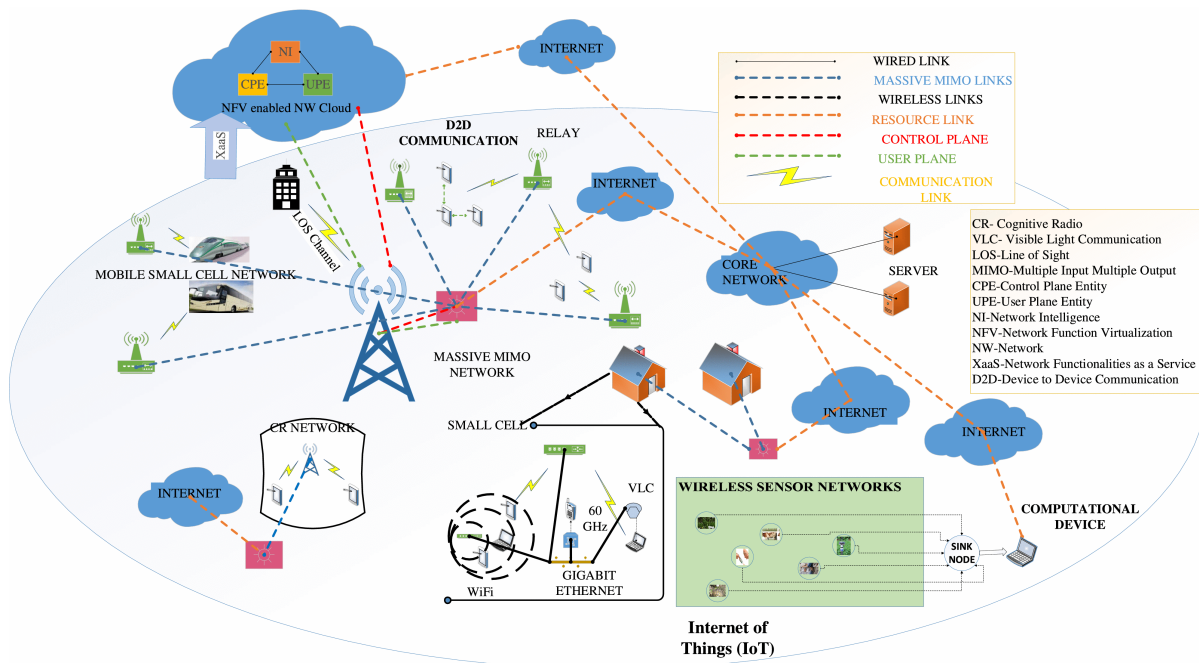 NI
CPE
UPE
NFV enabled NW Cloud
XaaS
INTERNET
WIRED LINK
MASSIVE MIMO LINKS
WIRELESS LINKS
RESOURCE LINK
CONTROL PLANE
USER PLANE
COMMUNICATION
LINK
D2D
COMMUNICATION
RELAY
INTERNET
LOS Channel
MOBILE SMALL CELL NETWORK
CORE
NETWORK
SERVER
CR- Cognitive Radio
VLC- Visible Light Communication
LOS-Line of Sight
MIMO-Multiple Input Multiple Output
CPE-Control Plane Entity
UPE-User Plane Entity
NI-Network Intelligence
NFV-Network Function Virtualization
NW-Network
XaaS-Network Functionalities as a Service
D2D-Device to Device Communication
MASSIVE MIMO
NETWORK
INTERNET
INTERNET
SMALL CELL
CR NETWORK
INTERNET
VLC
60
GHz
WiFi
GIGABIT
ETHERNET
WIRELESS SENSOR NETWORKS
SINK
NODE
COMPUTATIONAL
DEVICE
Internet of
Things (IoT)